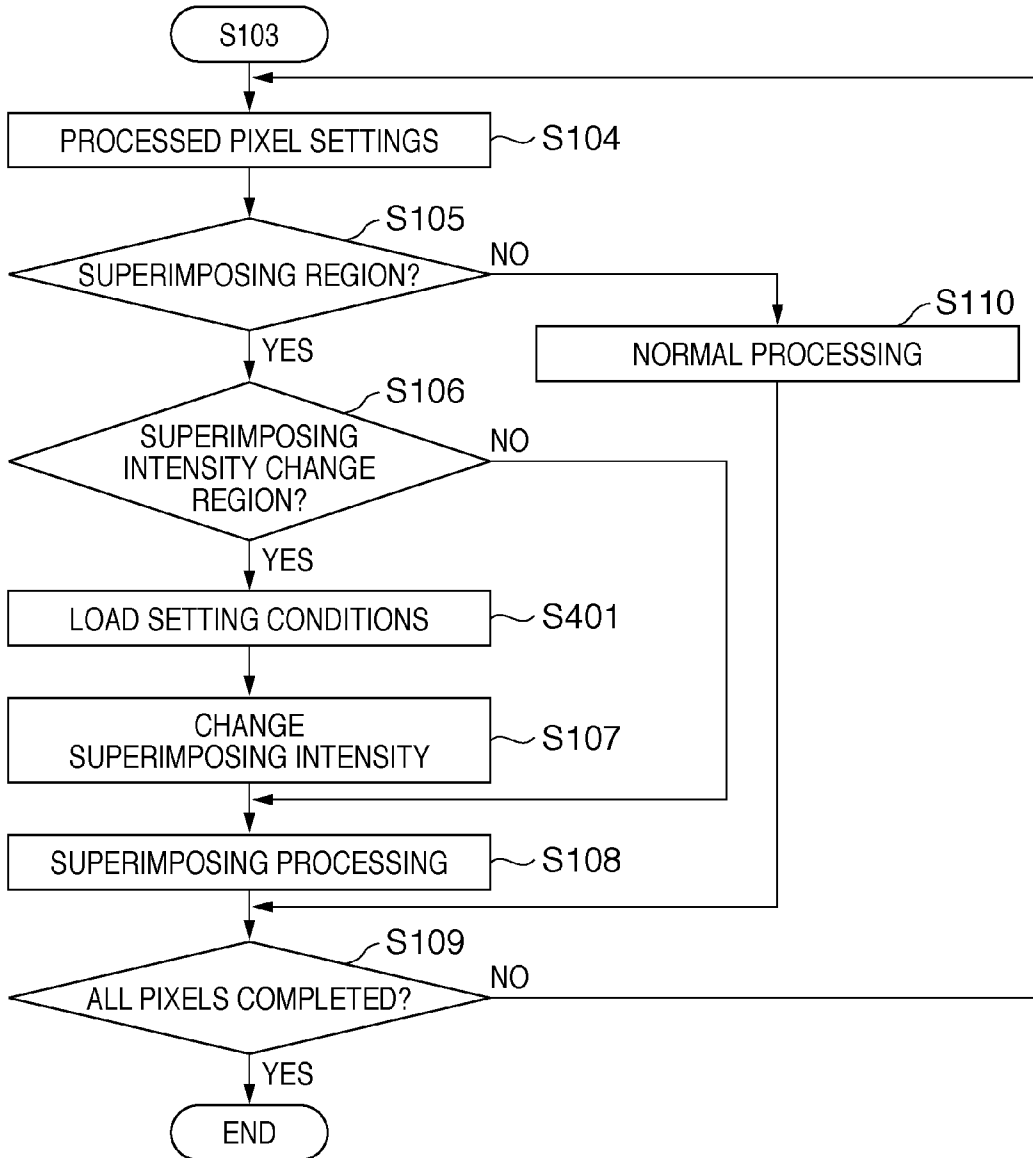 S103
PROCESSED PIXEL SETTINGS
S104
S105
SUPERIMPOSING REGION?
NO
YES
S110
NORMAL PROCESSING
S106
SUPERIMPOSING
INTENSITY CHANGE
REGION?
NO
YES
LOAD SETTING CONDITIONS
S401
CHANGE
SUPERIMPOSING INTENSITY
S107
SUPERIMPOSING PROCESSING
S108
S109
ALL PIXELS COMPLETED?
NO
YES
END